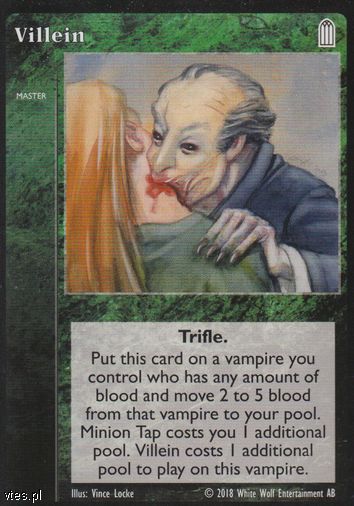 Villein
MASTER
Trifle.
Put this card on a vampire you
control who has any amount of
blood and move 2 to 5 blood
from that vampire to your pool.
Minion Tap costs you 1 additional
pool. Villein costs 1 additional
pool to play on this vampire.
vtes.pl
Illus: Vince Locke © 2018 White Wolf Entertainment AB